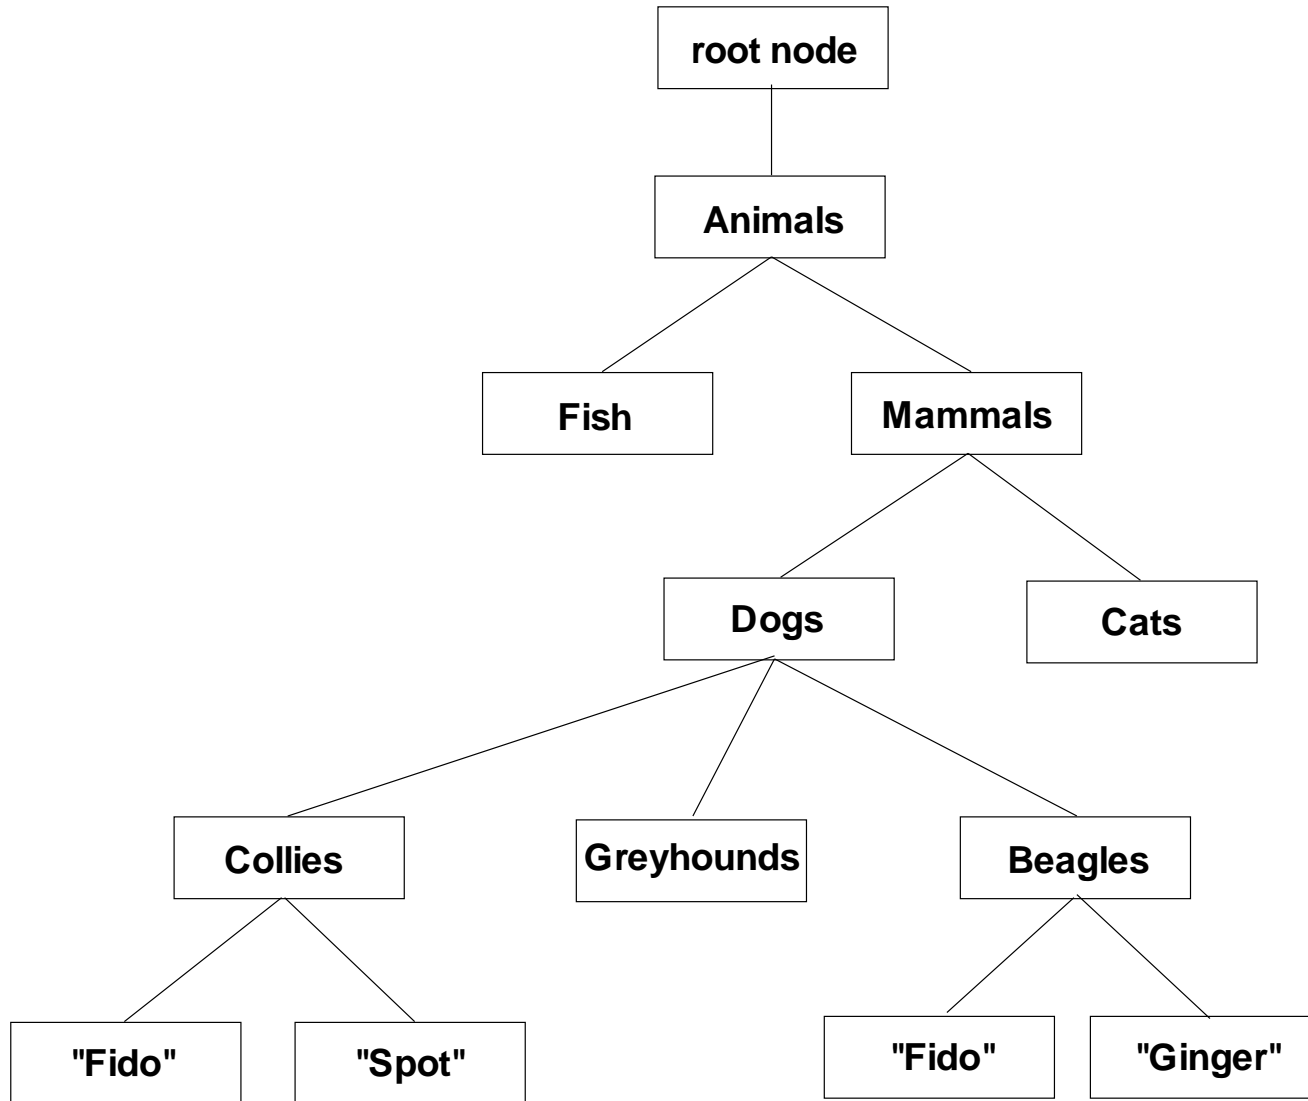 root node
Animals
Fish
Mammals
Dogs
Cats
Collies
Greyhounds
Beagles
"Fido"
"Spot"
"Fido"
"Ginger"